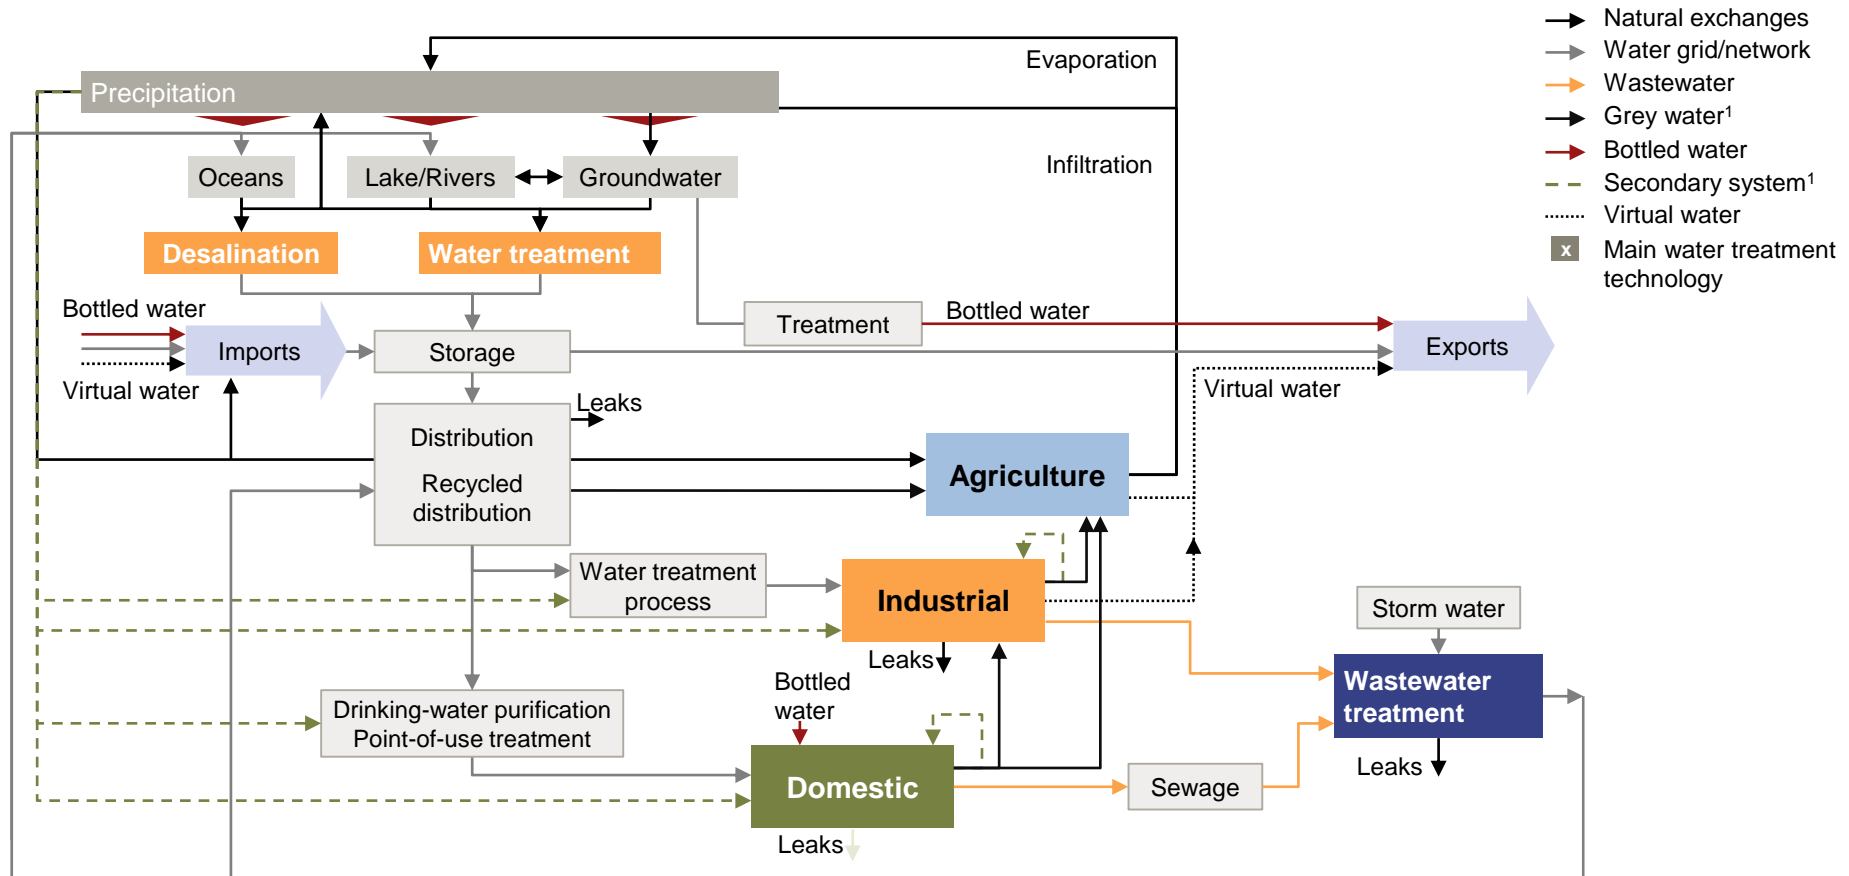 Natural exchanges
Water grid/network
Wastewater
Grey water¹
Bottled water
Secondary system¹
Virtual water
x
Main water treatment
technology
Evaporation
Precipitation
Infiltration
Oceans
Lake/Rivers
Groundwater
Desalination
Water treatment
Bottled water
Imports
Virtual water
Storage
Treatment
Bottled water
Exports
Virtual water
Leaks
Distribution
Recycled
distribution
Agriculture
Water treatment
process
Industrial
Leaks
Storm water
Wastewater
treatment
Leaks
Drinking-water purification
Point-of-use treatment
Bottled
water
Domestic
Sewage
Leaks